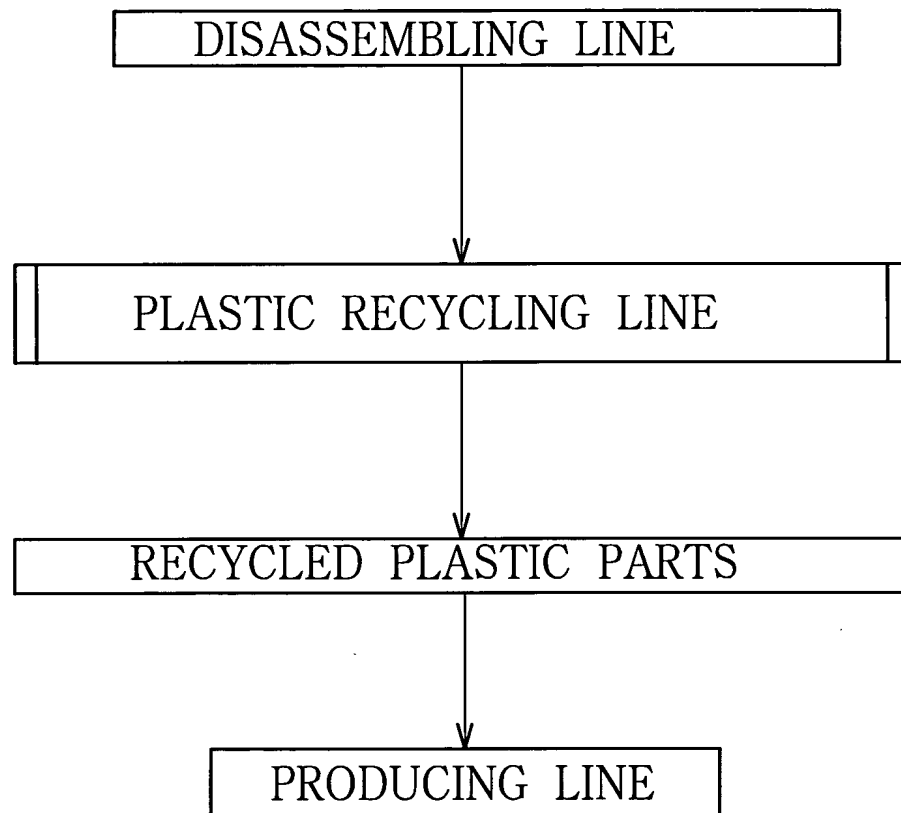 DISASSEMBLING LINE
PLASTIC RECYCLING LINE
RECYCLED PLASTIC PARTS
PRODUCING LINE